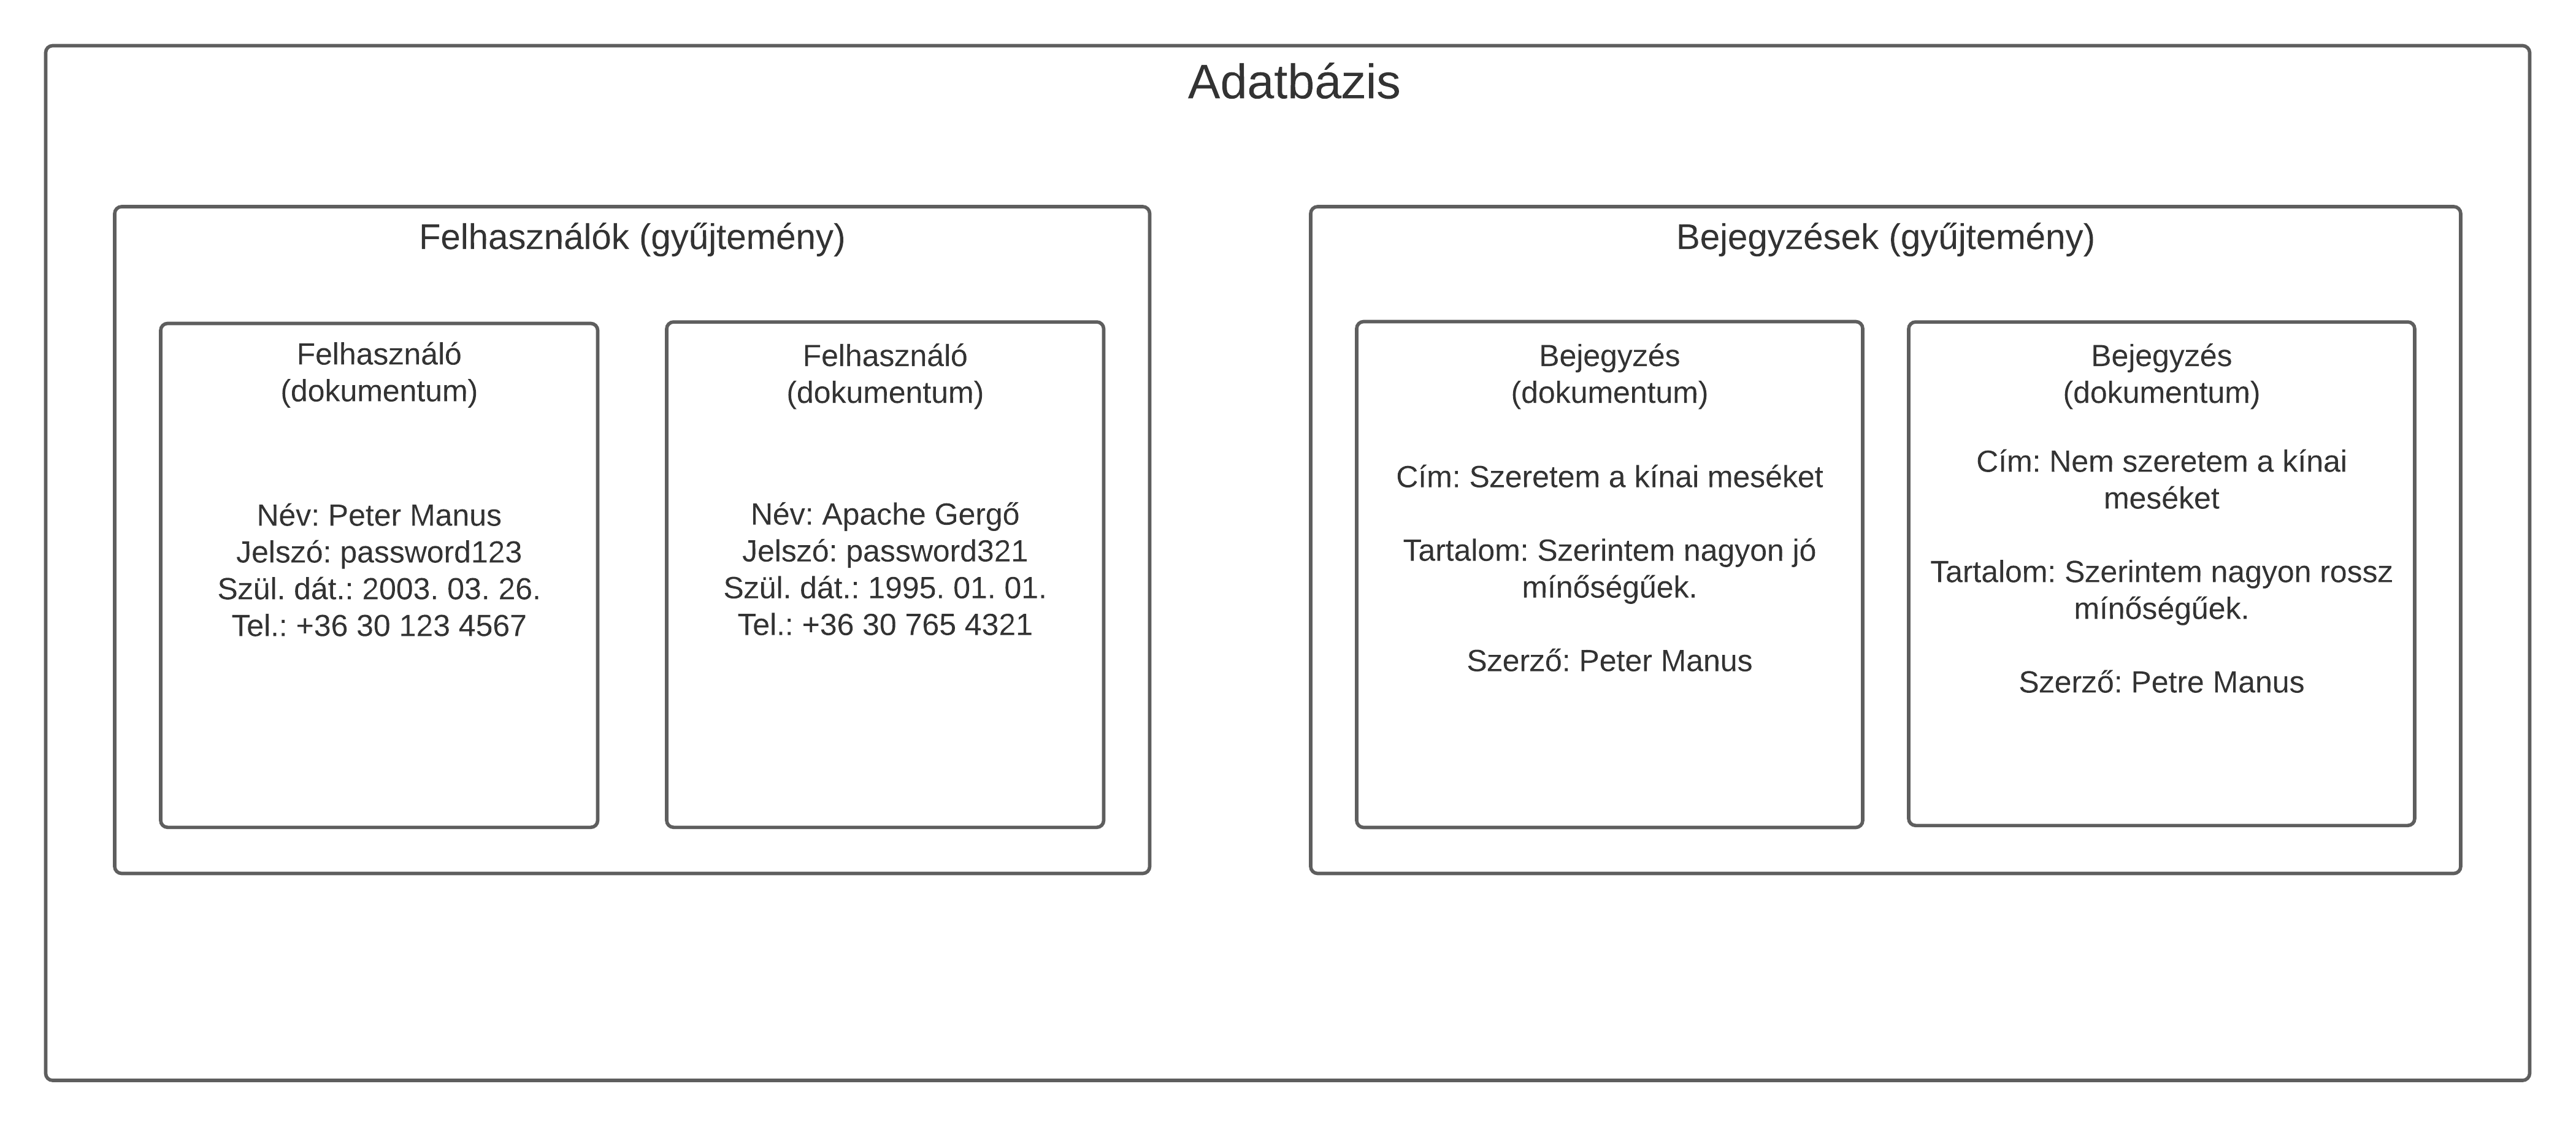 Adatbázis
Felhasználók (gyűjtemény)
Felhasználó
(dokumentum)
Név: Peter Manus
Jelszó: password123
Szül. dát.: 2003. 03. 26.
Tel.: +36 30 123 4567
Felhasználó
(dokumentum)
Név: Apache Gergő
Jelszó: password321
Szül. dát.: 1995. 01. 01.
Tel.: +36 30 765 4321
Bejegyzések (gyűjtemény)
Bejegyzés
(dokumentum)
Cím: Szeretem a kínai meséket
Tartalom: Szerintem nagyon jó
mínőségűek.
Szerző: Peter Manus
Bejegyzés
(dokumentum)
Cím: Nem szeretem a kínai
meséket
Tartalom: Szerintem nagyon rossz
mínőségűek.
Szerző: Petre Manus